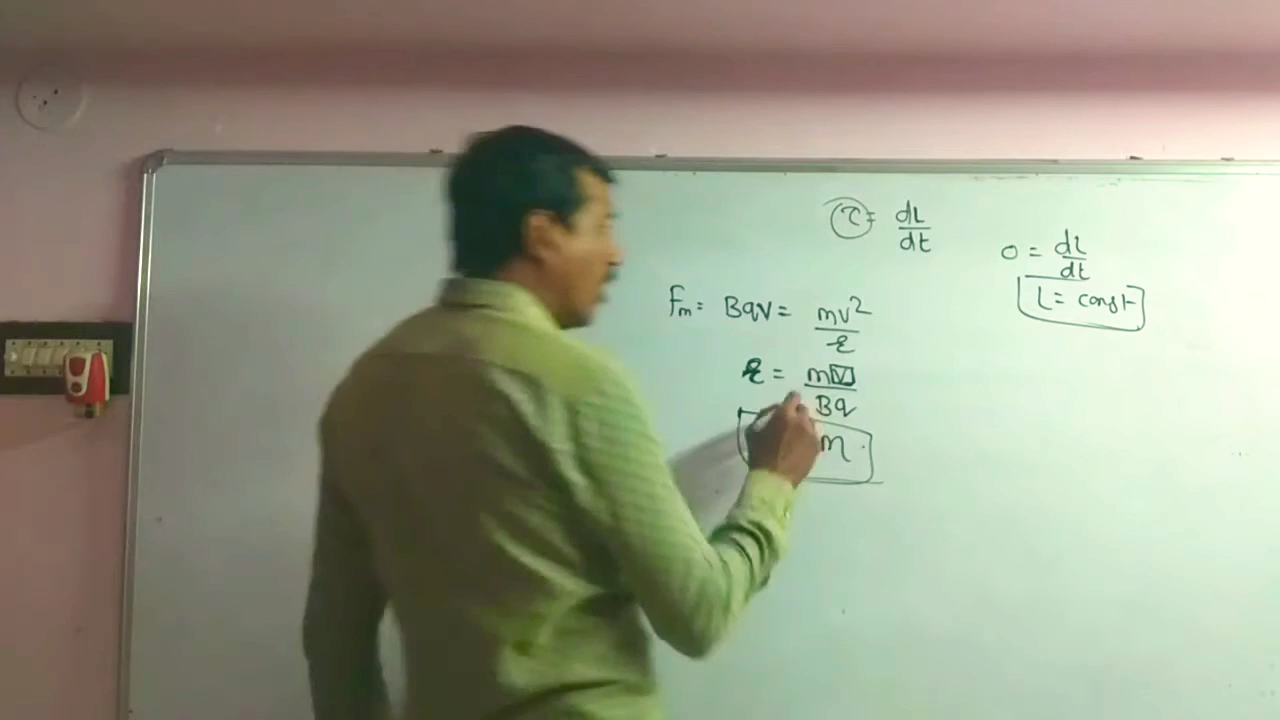 τ = dL/dt
0 = dL/dt
L = const
Fm = Bqv = mv²/r
r = mv/Bq
m